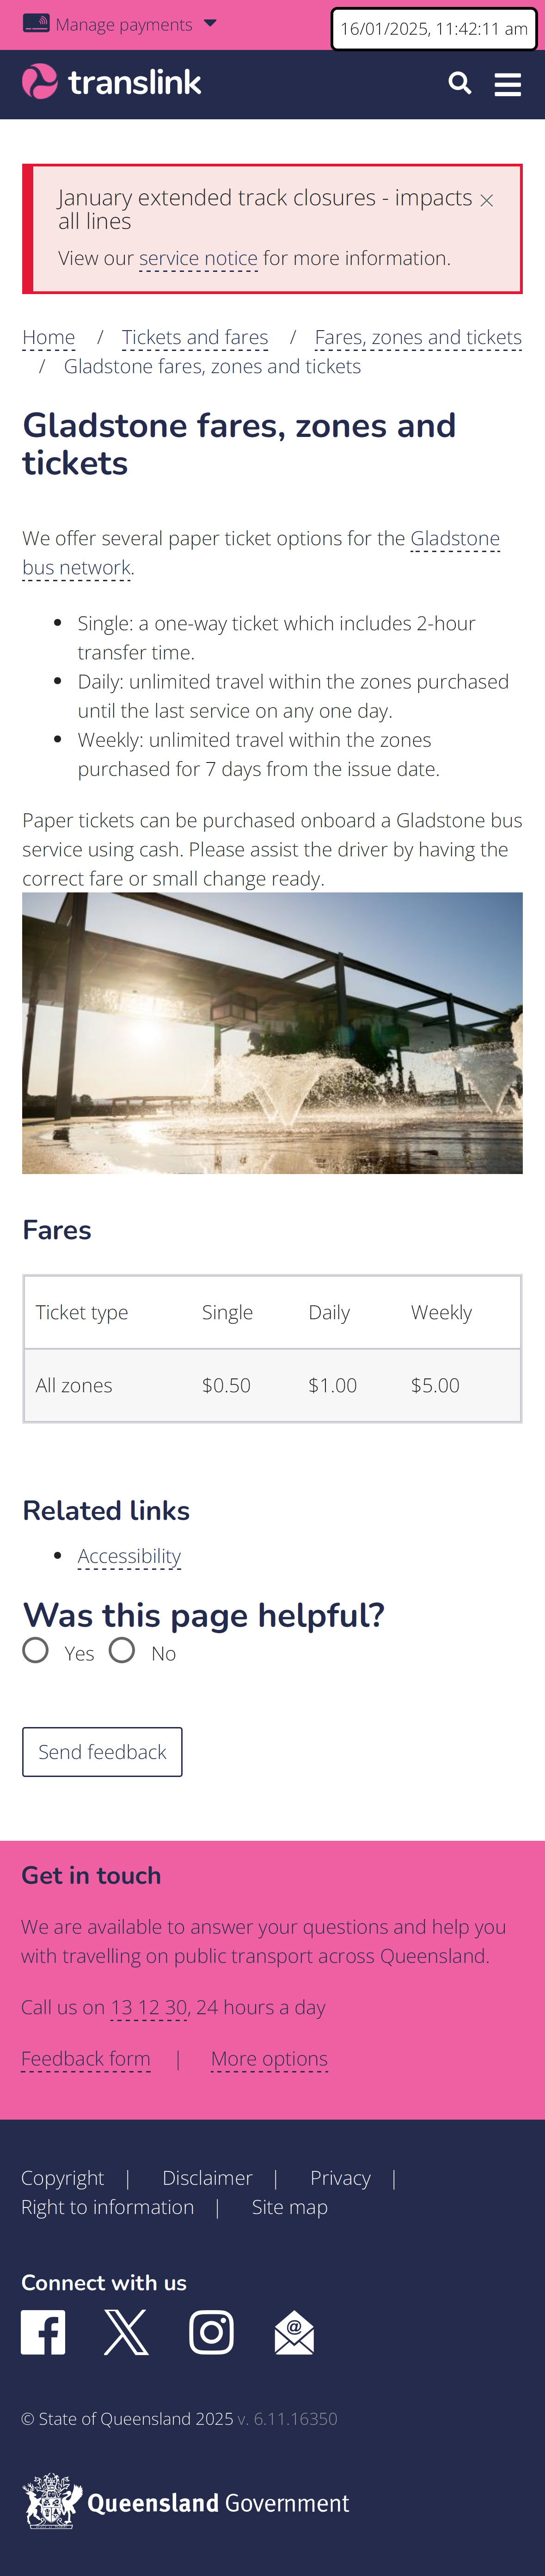 Manage payments
16/01/2025, 11:42:11 am
translink
January extended track closures - impacts
all lines
View our service notice for more information.
Home / Tickets and fares / Fares, zones and tickets
/ Gladstone fares, zones and tickets
Gladstone fares, zones and
tickets
We offer several paper ticket options for the Gladstone
bus network.
• Single: a one-way ticket which includes 2-hour
transfer time.
• Daily: unlimited travel within the zones purchased
until the last service on any one day.
• Weekly: unlimited travel within the zones
purchased for 7 days from the issue date.
Paper tickets can be purchased onboard a Gladstone bus
service using cash. Please assist the driver by having the
correct fare or small change ready.
Fares
Ticket type Single Daily Weekly
All zones $0.50 $1.00 $5.00
Related links
• Accessibility
Was this page helpful?
Yes No
Send feedback
Get in touch
We are available to answer your questions and help you
with travelling on public transport across Queensland.
Call us on 13 12 30, 24 hours a day
Feedback form | More options
Copyright | Disclaimer | Privacy |
Right to information | Site map
Connect with us
© State of Queensland 2025 v. 6.11.16350
Queensland Government